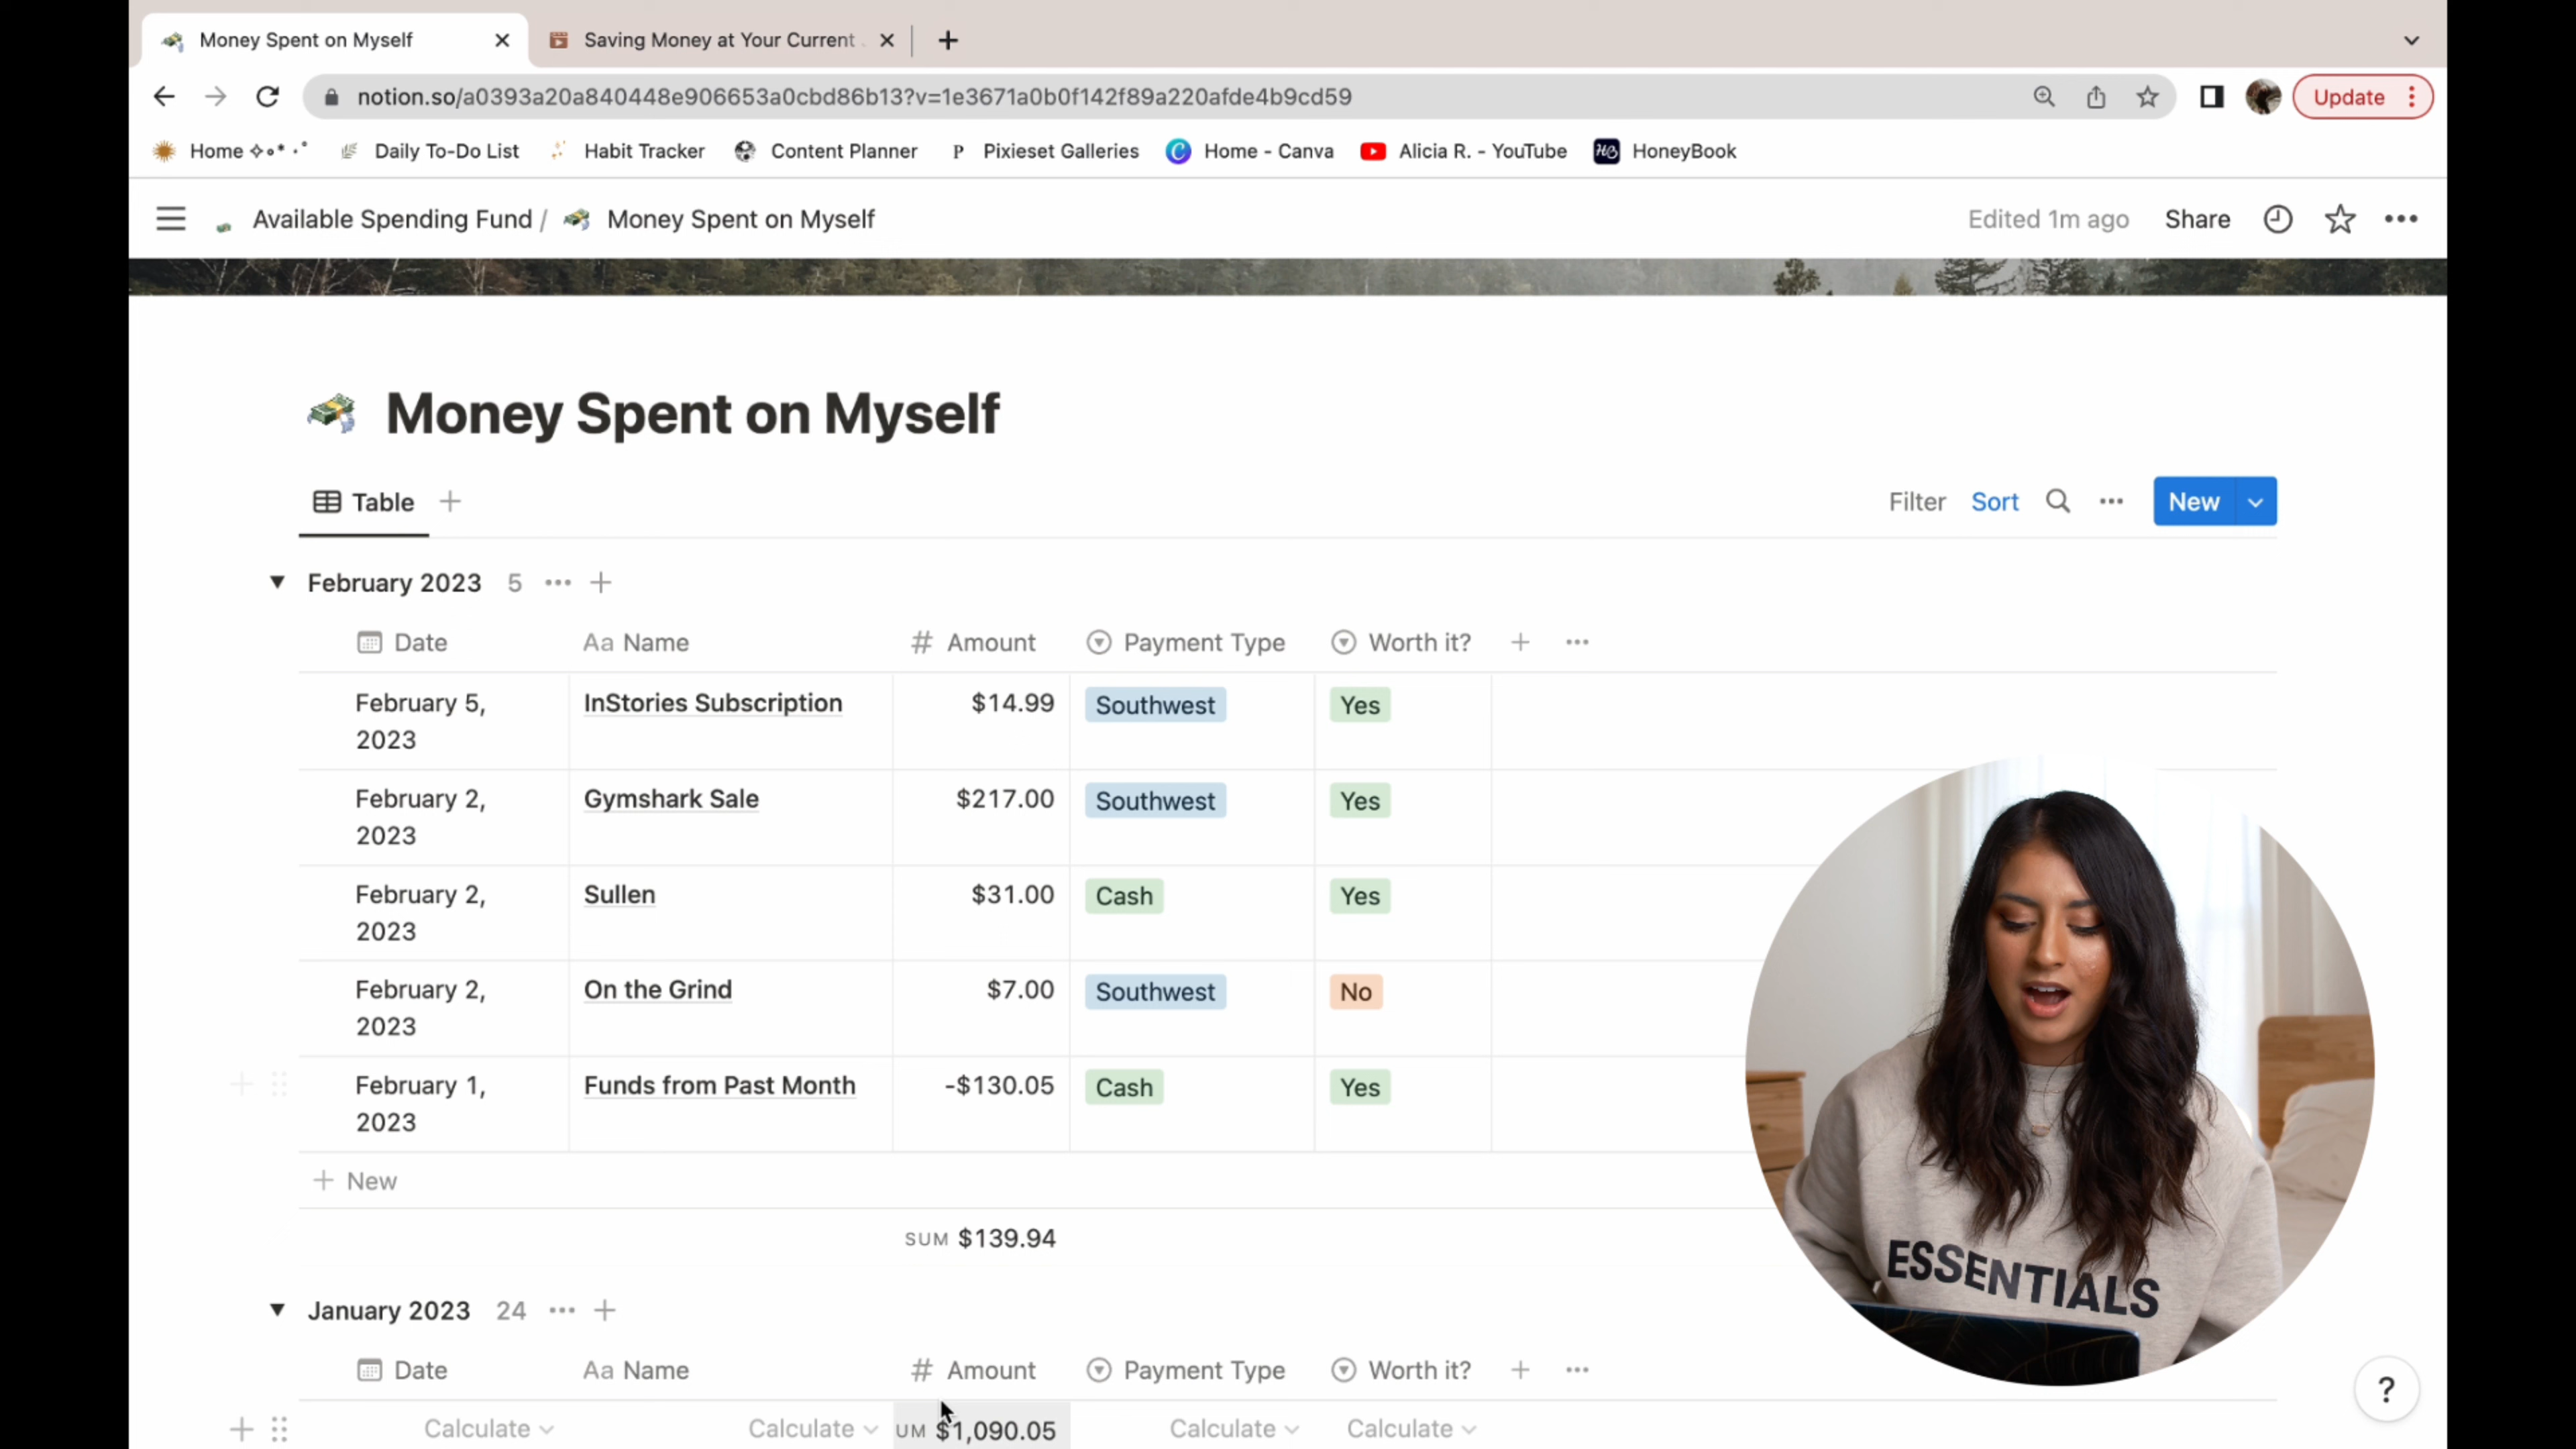 Money Spent on Myself
Saving Money at Your Current
notion.so/a0393a20a840448e906653a0cbd86b13?v=1e3671a0b0f142f89a220afde4b9cd59
Update
Home
Daily To-Do List
Habit Tracker
Content Planner
P Pixieset Galleries
C Home - Canva
Alicia R. - YouTube
HB HoneyBook
Available Spending Fund / Money Spent on Myself
Edited 1m ago Share
Money Spent on Myself
Table
Filter Sort New
February 2023 5
Date Aa Name # Amount Payment Type Worth it?
February 5, 2023 InStories Subscription $14.99 Southwest Yes
February 2, 2023 Gymshark Sale $217.00 Southwest Yes
February 2, 2023 Sullen $31.00 Cash Yes
February 2, 2023 On the Grind $7.00 Southwest No
February 1, 2023 Funds from Past Month -$130.05 Cash Yes
+ New
SUM $139.94
January 2023 24
Date Aa Name # Amount Payment Type Worth it?
Calculate Calculate UM $1,090.05 Calculate Calculate
ESSENTIALS
?